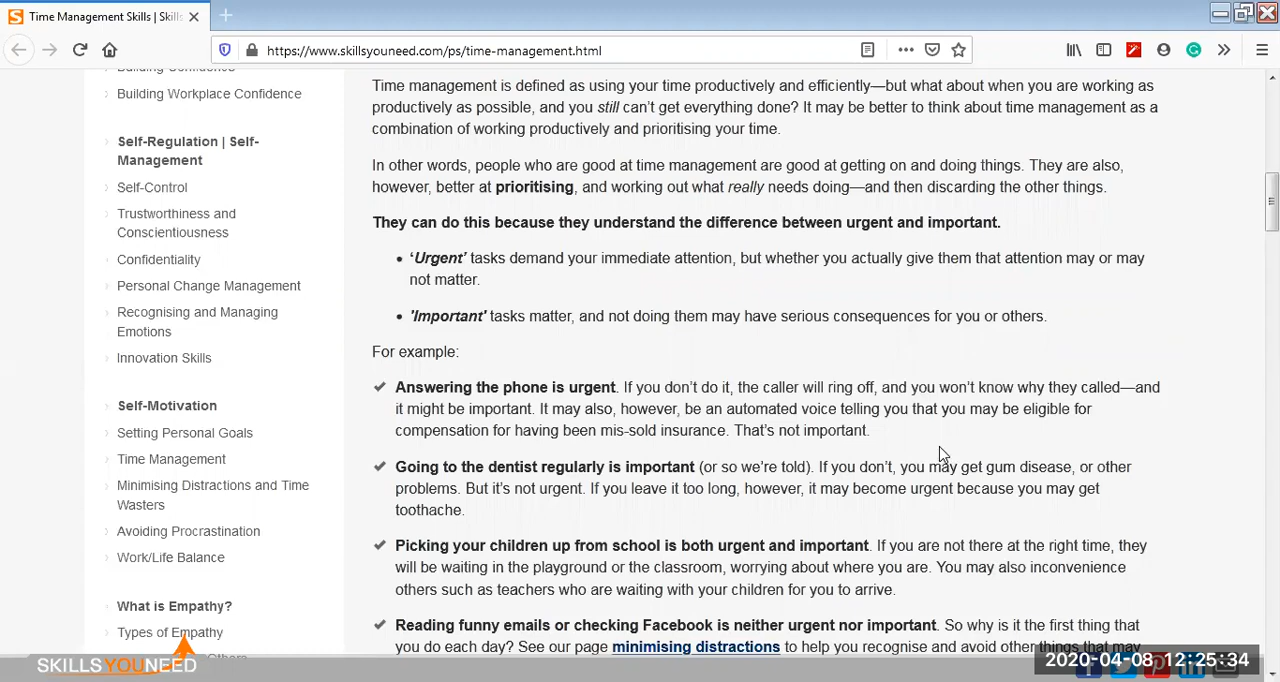 Time Management Skills | Skills
https://www.skillsyouneed.com/ps/time-management.html
Building Workplace Confidence
Self-Regulation | Self-
Management
Self-Control
Trustworthiness and
Conscientiousness
Confidentiality
Personal Change Management
Recognising and Managing
Emotions
Innovation Skills
Self-Motivation
Setting Personal Goals
Time Management
Minimising Distractions and Time
Wasters
Avoiding Procrastination
Work/Life Balance
What is Empathy?
Types of Empathy
SKILLSYOUNEED
Time management is defined as using your time productively and efficiently—but what about when you are working as
productively as possible, and you still can’t get everything done? It may be better to think about time management as a
combination of working productively and prioritising your time.
In other words, people who are good at time management are good at getting on and doing things. They are also,
however, better at prioritising, and working out what really needs doing—and then discarding the other things.
They can do this because they understand the difference between urgent and important.
• ‘Urgent’ tasks demand your immediate attention, but whether you actually give them that attention may or may
not matter.
• 'Important' tasks matter, and not doing them may have serious consequences for you or others.
For example:
Answering the phone is urgent. If you don’t do it, the caller will ring off, and you won’t know why they called—and
it might be important. It may also, however, be an automated voice telling you that you may be eligible for
compensation for having been mis-sold insurance. That’s not important.
Going to the dentist regularly is important (or so we’re told). If you don’t, you may get gum disease, or other
problems. But it’s not urgent. If you leave it too long, however, it may become urgent because you may get
toothache.
Picking your children up from school is both urgent and important. If you are not there at the right time, they
will be waiting in the playground or the classroom, worrying about where you are. You may also inconvenience
others such as teachers who are waiting with your children for you to arrive.
Reading funny emails or checking Facebook is neither urgent nor important. So why is it the first thing that
you do each day? See our page minimising distractions to help you recognise and avoid other things that may
2020-04-08 12:25:34